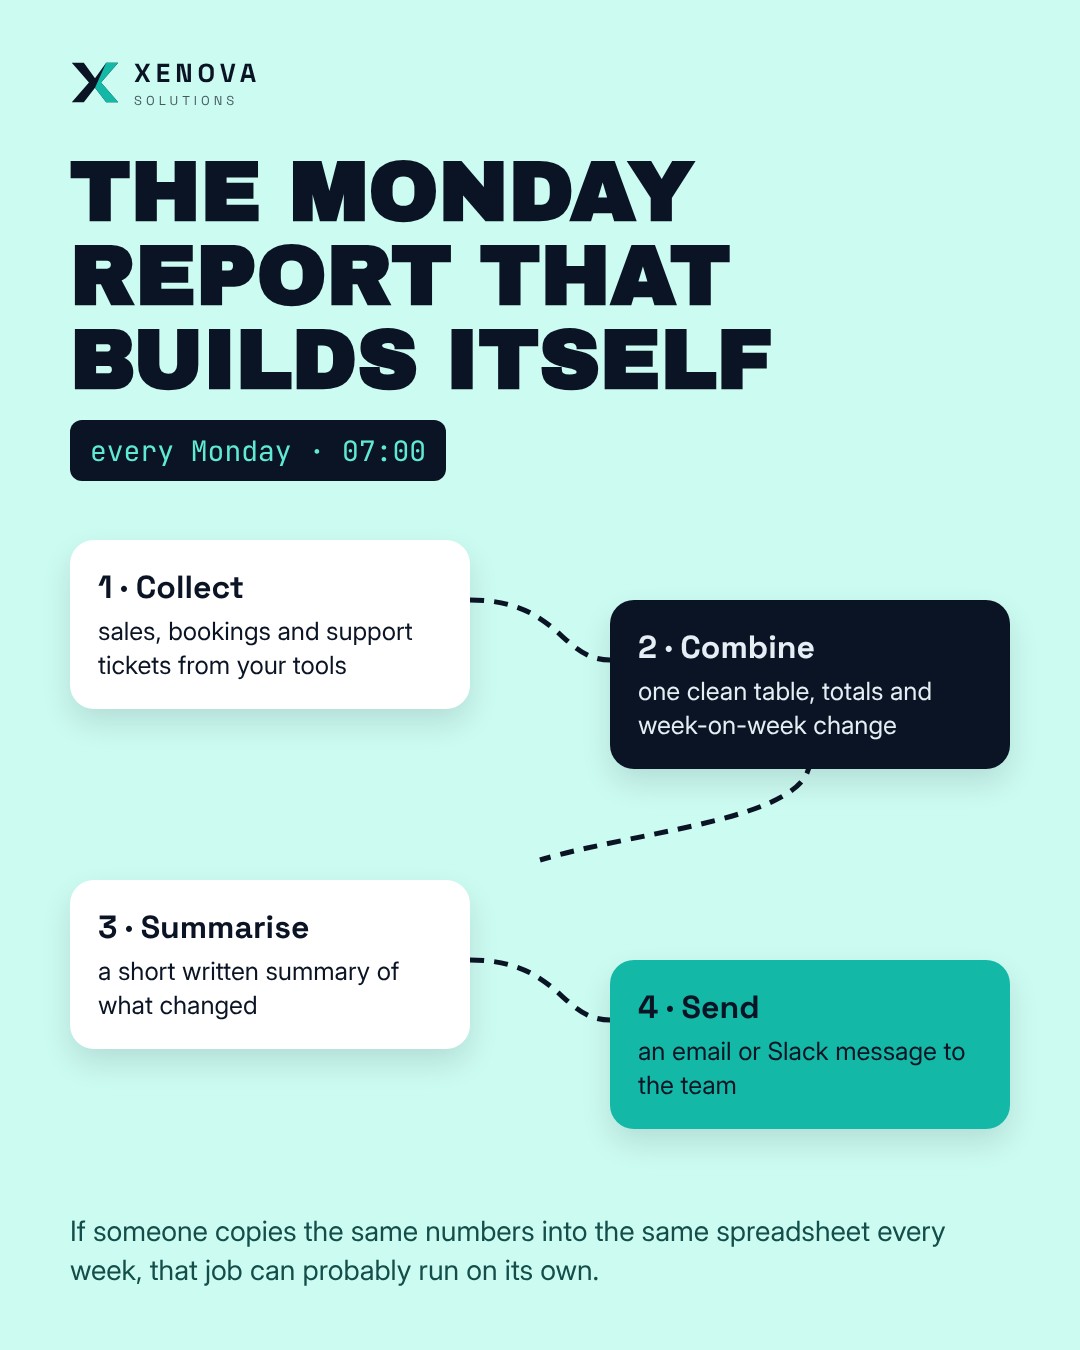 XENOVA
SOLUTIONS
THE MONDAY
REPORT THAT
BUILDS ITSELF
every Monday · 07:00
1 · Collect
sales, bookings and support
tickets from your tools
2 · Combine
one clean table, totals and
week-on-week change
3 · Summarise
a short written summary of
what changed
4 · Send
an email or Slack message to
the team
If someone copies the same numbers into the same spreadsheet every
week, that job can probably run on its own.